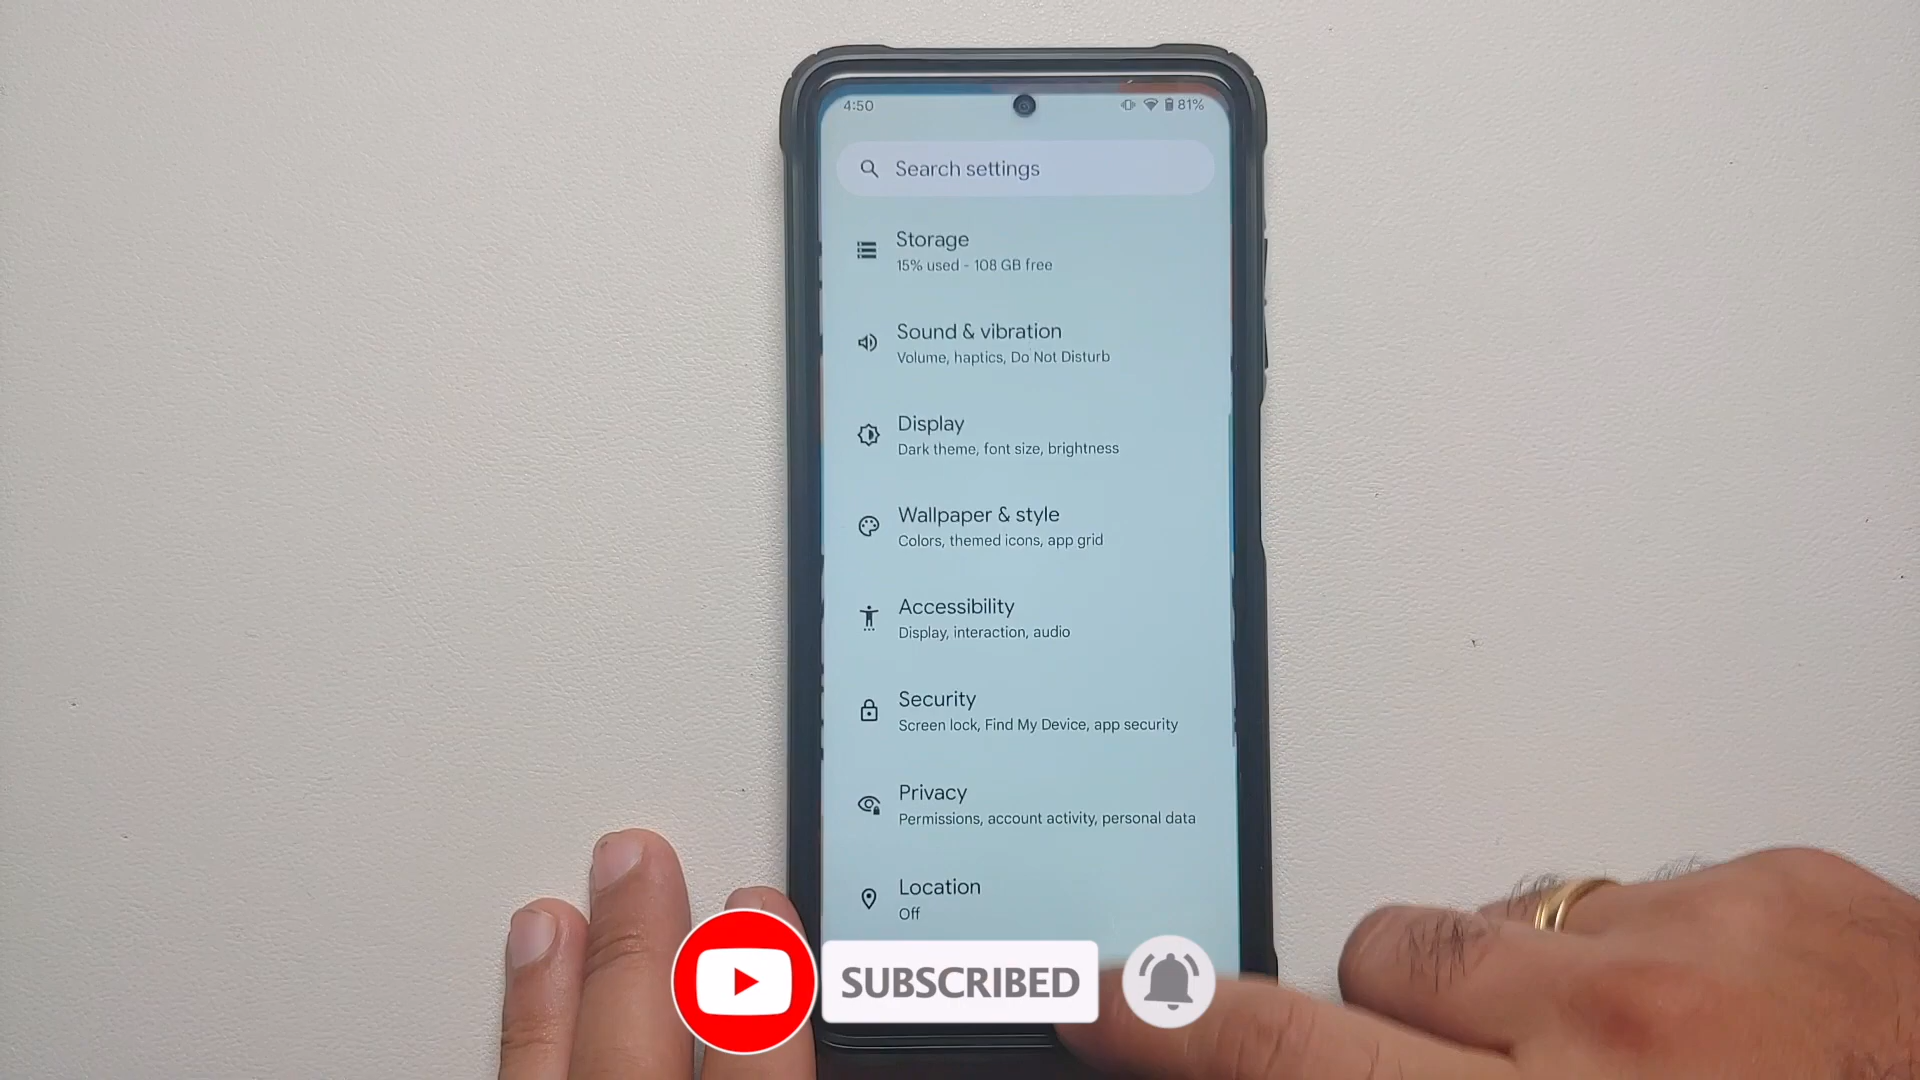 4:50
81%
Search settings
Storage
15% used - 108 GB free
Sound & vibration
Volume, haptics, Do Not Disturb
Display
Dark theme, font size, brightness
Wallpaper & style
Colors, themed icons, app grid
Accessibility
Display, interaction, audio
Security
Screen lock, Find My Device, app security
Privacy
Permissions, account activity, personal data
Location
Off
SUBSCRIBED